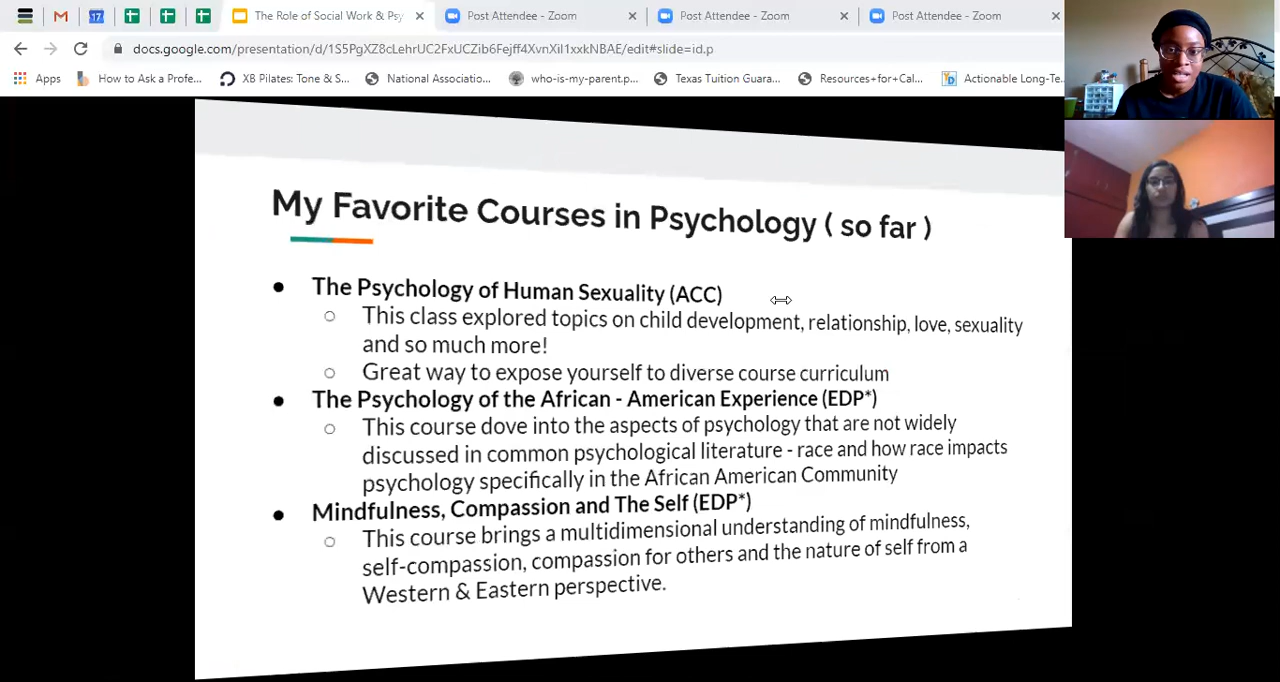 The Role of Social Work & Psy
Post Attendee - Zoom
Post Attendee - Zoom
Post Attendee - Zoom
docs.google.com/presentation/d/1S5PgXZ8cLehrUC2FxUCZib6Fejff4XvnXil1xxkNBAE/edit#slide=id.p
Apps
How to Ask a Profe...
XB Pilates: Tone & S...
National Associatio...
who-is-my-parent.p...
Texas Tuition Guara...
Resources+for+Cal...
Actionable Long-Te
My Favorite Courses in Psychology ( so far )
● The Psychology of Human Sexuality (ACC)
○ This class explored topics on child development, relationship, love, sexuality
and so much more!
○ Great way to expose yourself to diverse course curriculum
● The Psychology of the African - American Experience (EDP*)
○ This course dove into the aspects of psychology that are not widely
discussed in common psychological literature - race and how race impacts
psychology specifically in the African American Community
● Mindfulness, Compassion and The Self (EDP*)
○ This course brings a multidimensional understanding of mindfulness,
self-compassion, compassion for others and the nature of self from a
Western & Eastern perspective.